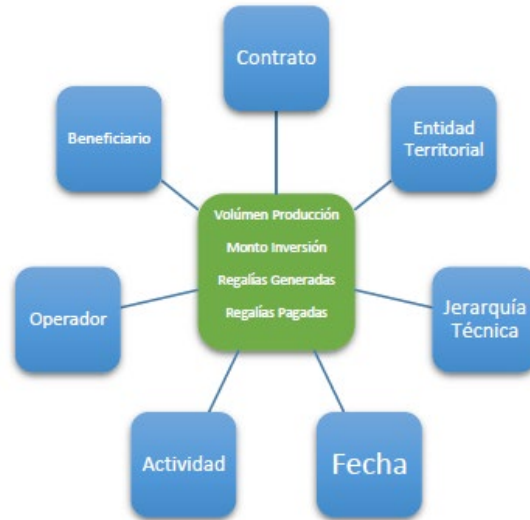 Contrato
Beneficiario
Entidad
Territorial
Volúmen Producción
Monto Inversión
Regalías Generadas
Regalías Pagadas
Operador
Jerarquía
Técnica
Actividad
Fecha